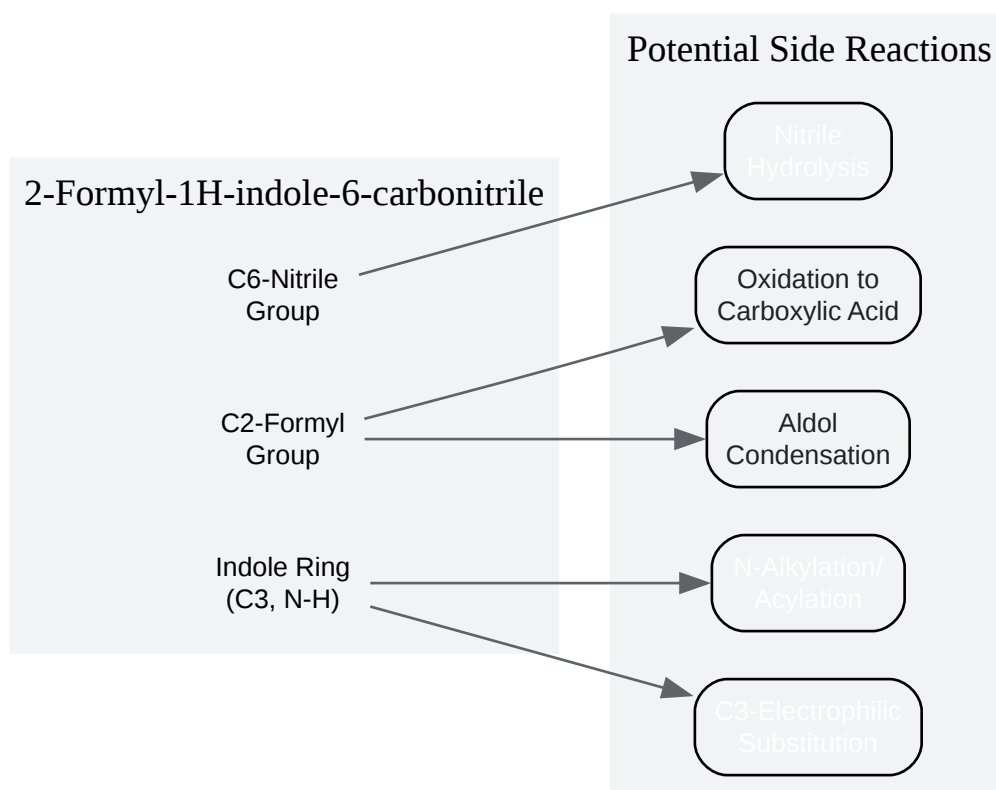 Potential Side Reactions
Nitrile
Hydrolysis
2-Formyl-1H-indole-6-carbonitrile
C6-Nitrile
Group
Oxidation to
Carboxylic Acid
C2-Formyl
Group
Aldol
Condensation
Indole Ring
(C3, N-H)
N-Alkylation/
Acylation
C3-Electrophilic
Substitution